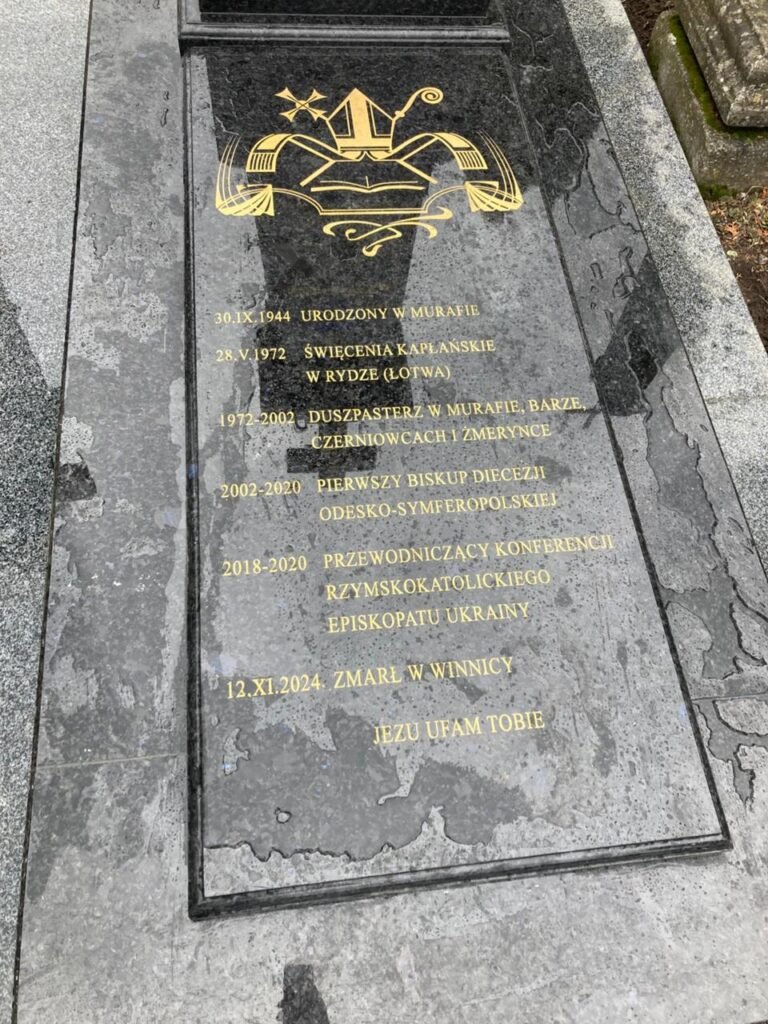 30.IX.1944 URODZONY W MURAFIE
28.V.1972 ŚWIĘCENIA KAPŁAŃSKIE
W RYDZE (ŁOTWA)
1972-2002 DUSZPASTERZ W MURAFIE, BARZE,
CZERNIOWCACH I ŻMERYNCE
2002-2020 PIERWSZY BISKUP DIECEZJI
ODESKO-SYMFEROPOLSKIEJ
2018-2020 PRZEWODNICZĄCY KONFERENCJI
RZYMSKOKATOLICKIEGO
EPISKOPATU UKRAINY
12.XI.2024. ZMARŁ W WINNICY
JEZU UFAM TOBIE